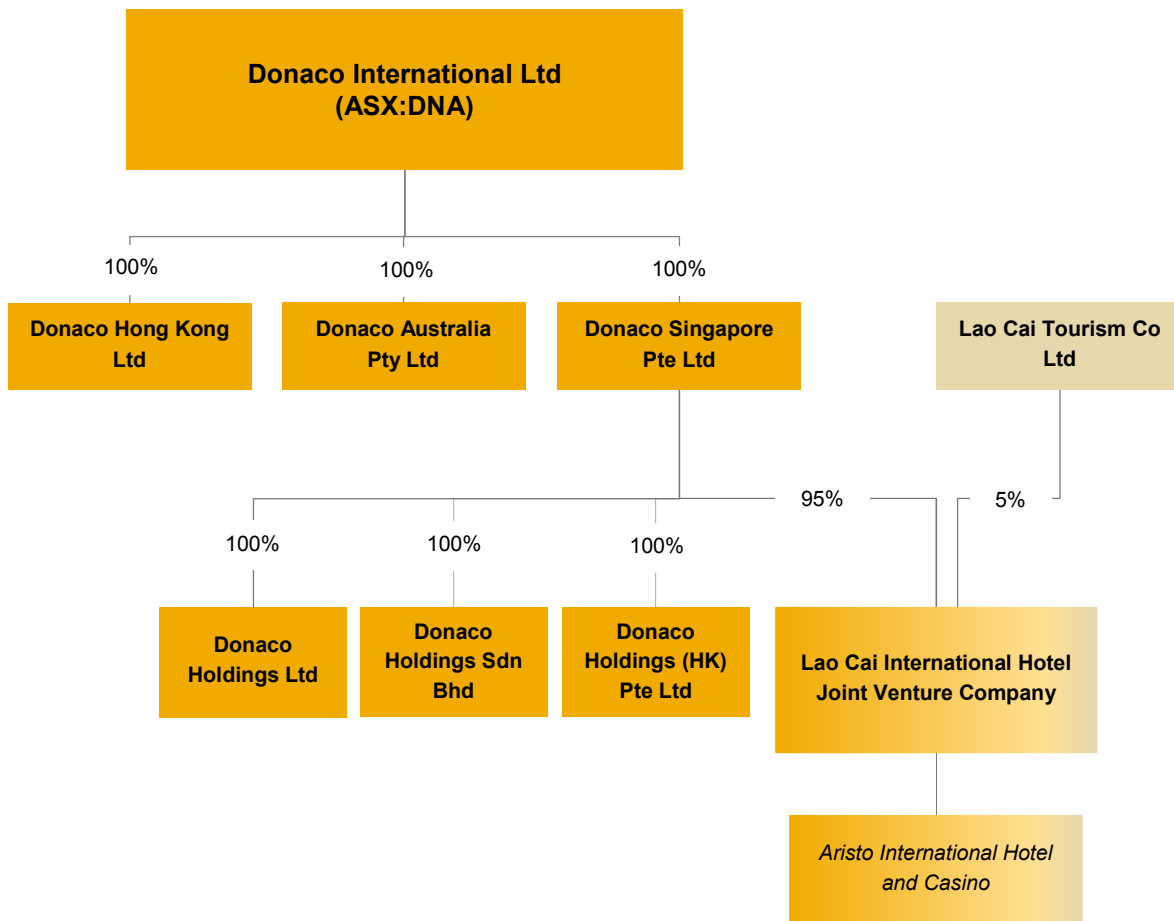 Donaco International Ltd
(ASX:DNA)
100%
100%
100%
Donaco Hong Kong
Ltd
Donaco Australia
Pty Ltd
Donaco Singapore
Pte Ltd
Lao Cai Tourism Co
Ltd
95%
5%
100%
100%
100%
Donaco
Holdings Ltd
Donaco
Holdings Sdn
Bhd
Donaco
Holdings (HK)
Pte Ltd
Lao Cai International Hotel
Joint Venture Company
Aristo International Hotel
and Casino